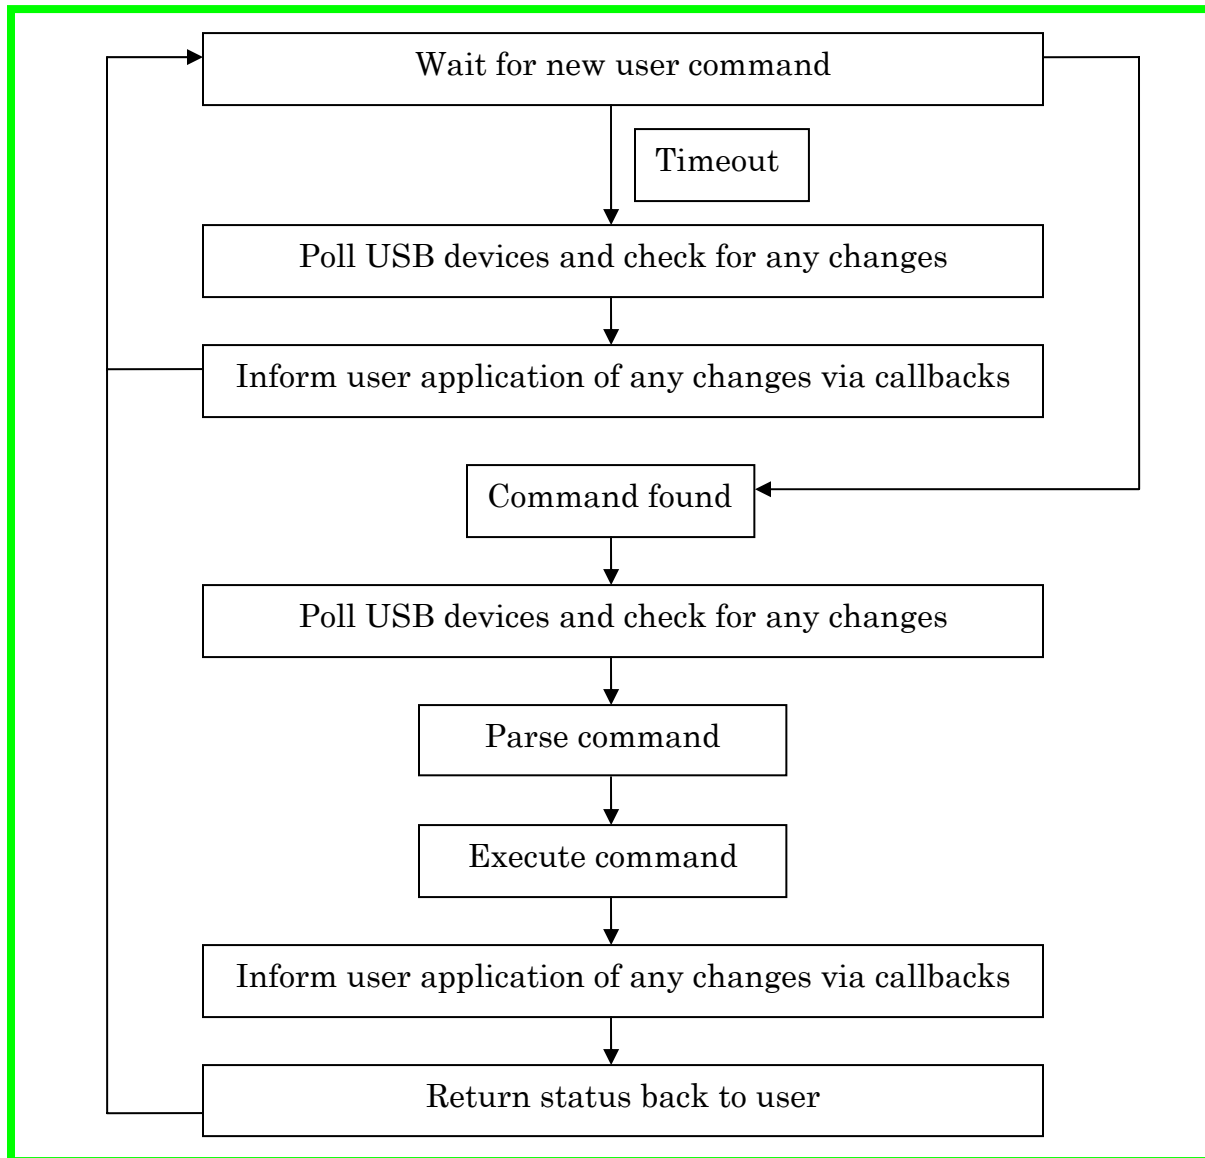 Wait for new user command
Timeout
Poll USB devices and check for any changes
Inform user application of any changes via callbacks
Command found
Poll USB devices and check for any changes
Parse command
Execute command
Inform user application of any changes via callbacks
Return status back to user